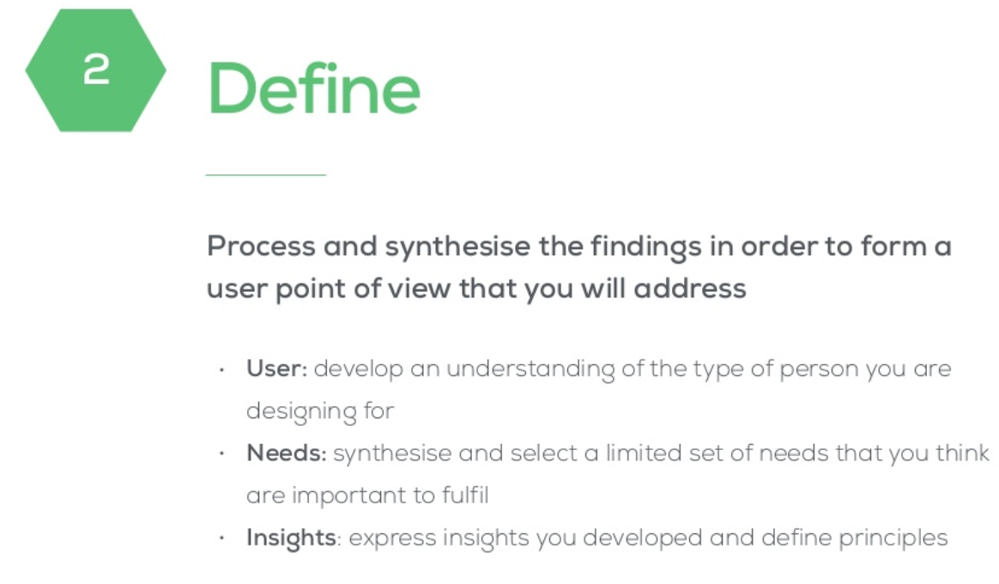 2
Define
Process and synthesise the findings in order to form a
user point of view that you will address
· User: develop an understanding of the type of person you are
designing for
· Needs: synthesise and select a limited set of needs that you think
are important to fulfil
· Insights: express insights you developed and define principles